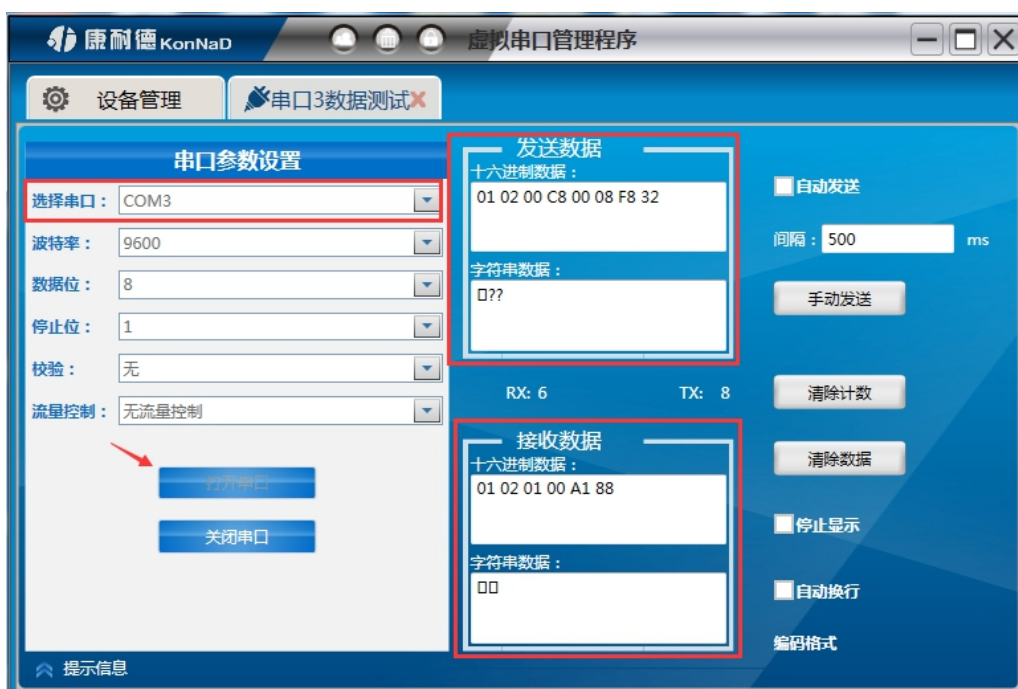 康耐德 KonNaD
虚拟串口管理程序
设备管理
串口3数据测试
串口参数设置
选择串口： COM3
波特率： 9600
数据位： 8
停止位： 1
校验： 无
流量控制： 无流量控制
打开串口
关闭串口
提示信息
发送数据
十六进制数据：
01 02 00 C8 00 08 F8 32
字符串数据：
□??
RX: 6 TX: 8
接收数据
十六进制数据：
01 02 01 00 A1 88
字符串数据：
□□
自动发送
间隔： 500 ms
手动发送
清除计数
清除数据
停止显示
自动换行
编码格式